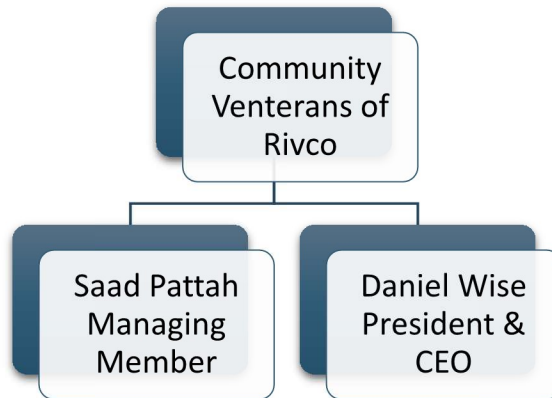 Community
Venterans of
Rivco
Saad Pattah
Managing
Member
Daniel Wise
President &
CEO